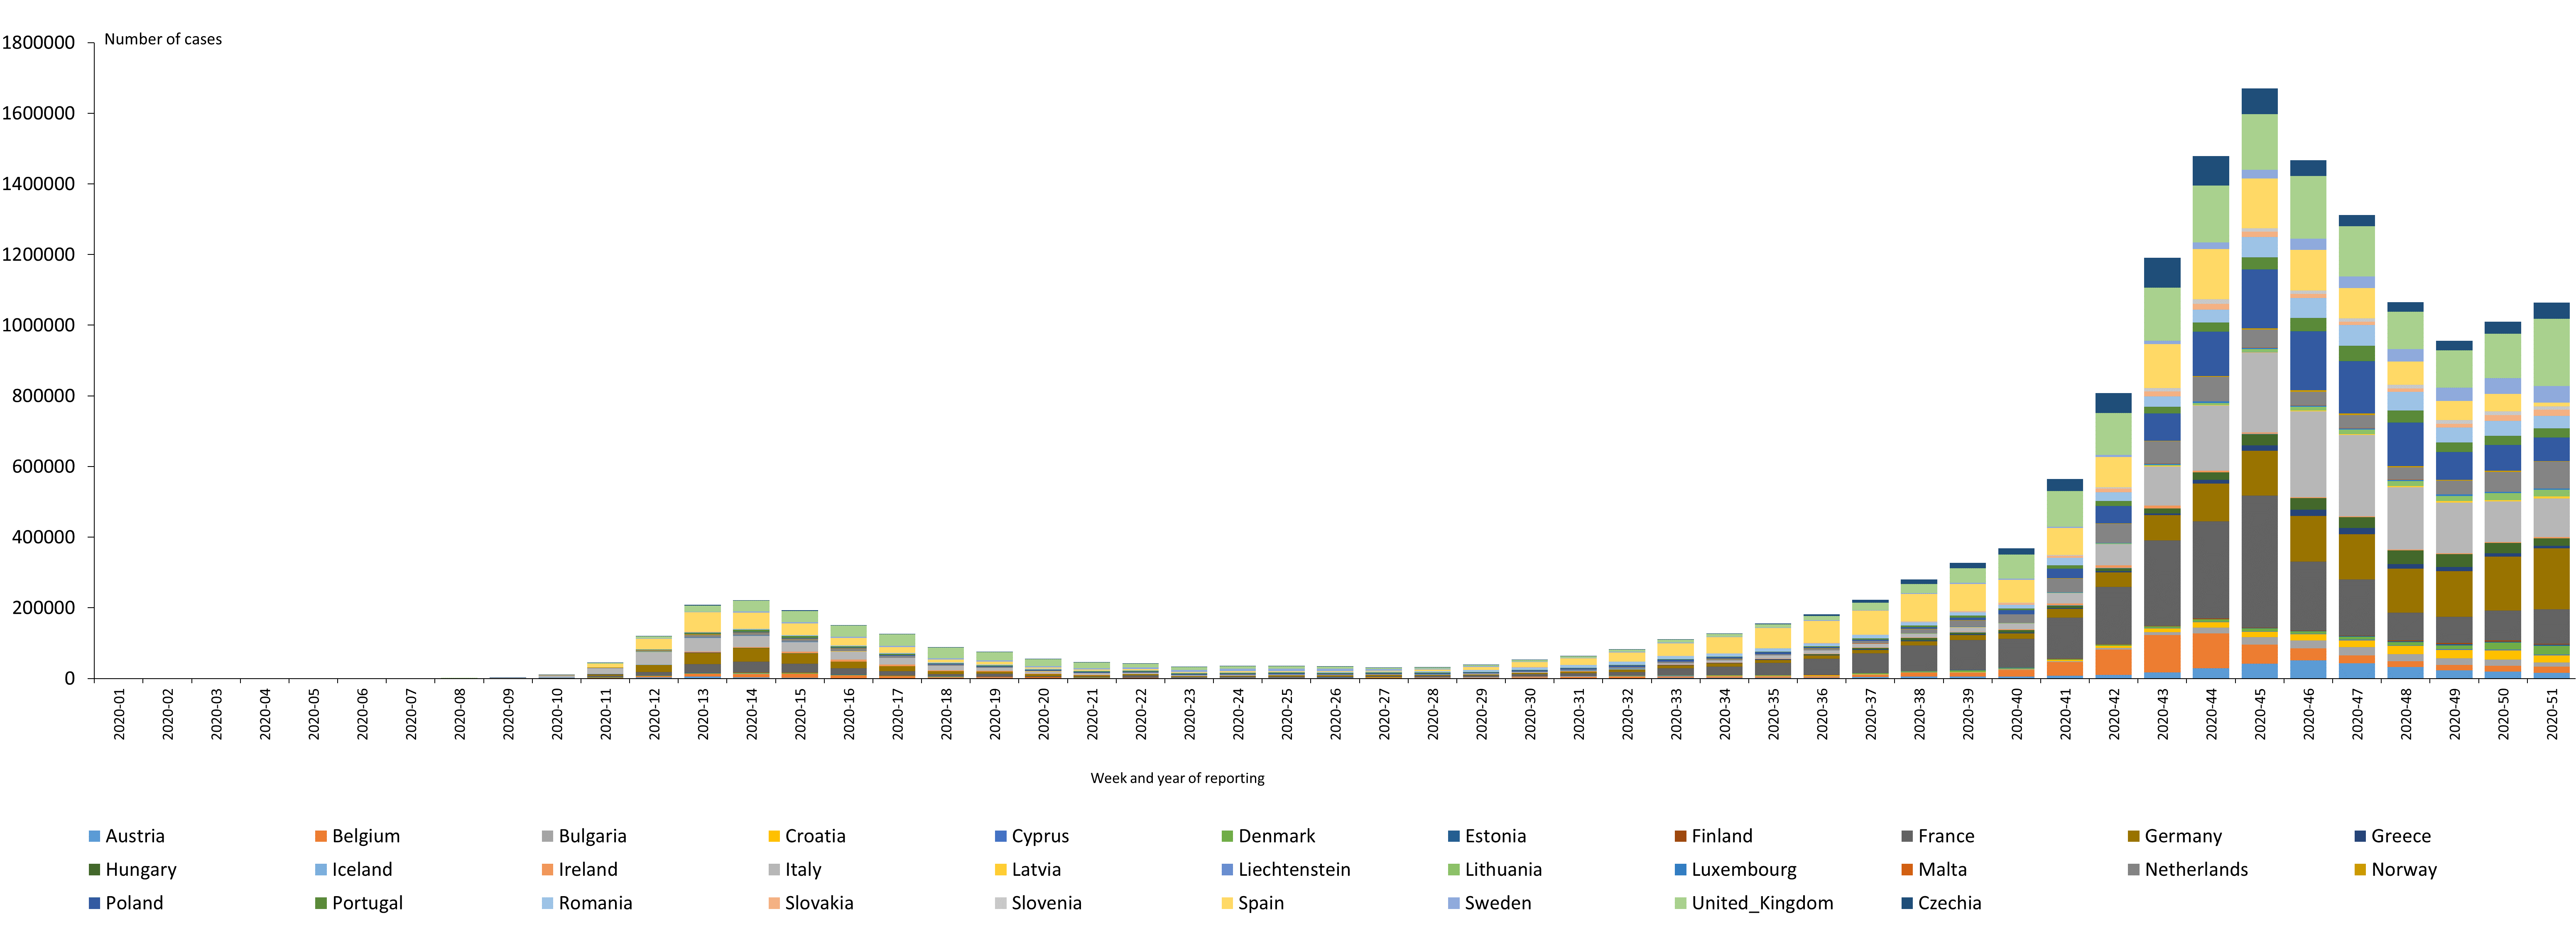 Number of cases
1800000
1600000
1400000
1200000
1000000
800000
600000
400000
200000
0
2020-01 2020-02 2020-03 2020-04 2020-05 2020-06 2020-07 2020-08 2020-09 2020-10 2020-11 2020-12 2020-13 2020-14 2020-15 2020-16 2020-17 2020-18 2020-19 2020-20 2020-21 2020-22 2020-23 2020-24 2020-25 2020-26 2020-27 2020-28 2020-29 2020-30 2020-31 2020-32 2020-33 2020-34 2020-35 2020-36 2020-37 2020-38 2020-39 2020-40 2020-41 2020-42 2020-43 2020-44 2020-45 2020-46 2020-47 2020-48 2020-49 2020-50 2020-51
Week and year of reporting
Austria Belgium Bulgaria Croatia Cyprus Denmark Estonia Finland France Germany Greece
Hungary Iceland Ireland Italy Latvia Liechtenstein Lithuania Luxembourg Malta Netherlands Norway
Poland Portugal Romania Slovakia Slovenia Spain Sweden United_Kingdom Czechia